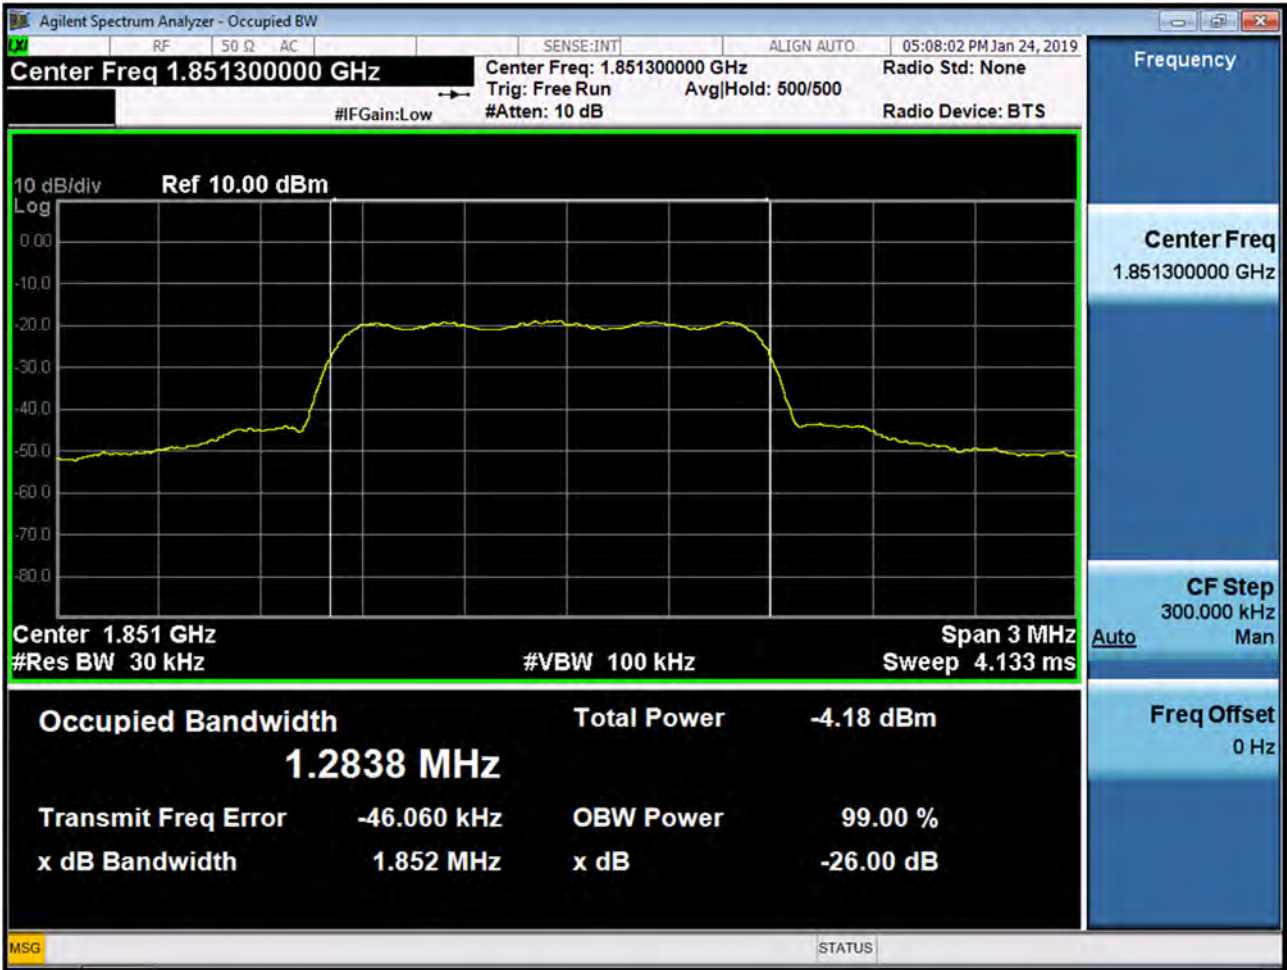 Agilent Spectrum Analyzer - Occupied BW
LXI RF 50 Ω AC SENSE:INT ALIGN AUTO 05:08:02 PM Jan 24, 2019
Center Freq 1.851300000 GHz
Center Freq: 1.851300000 GHz
Radio Std: None
Trig: Free Run
Avg|Hold: 500/500
#IFGain:Low
#Atten: 10 dB
Radio Device: BTS
10 dB/div
Ref 10.00 dBm
Log
0.00
-10.0
-20.0
-30.0
-40.0
-50.0
-60.0
-70.0
-80.0
Center 1.851 GHz
Span 3 MHz
#Res BW 30 kHz
#VBW 100 kHz
Sweep 4.133 ms
Occupied Bandwidth
Total Power
-4.18 dBm
1.2838 MHz
Transmit Freq Error
-46.060 kHz
OBW Power
99.00 %
x dB Bandwidth
1.852 MHz
x dB
-26.00 dB
Frequency
Center Freq
1.851300000 GHz
CF Step
300.000 kHz
Auto Man
Freq Offset
0 Hz
MSG
STATUS